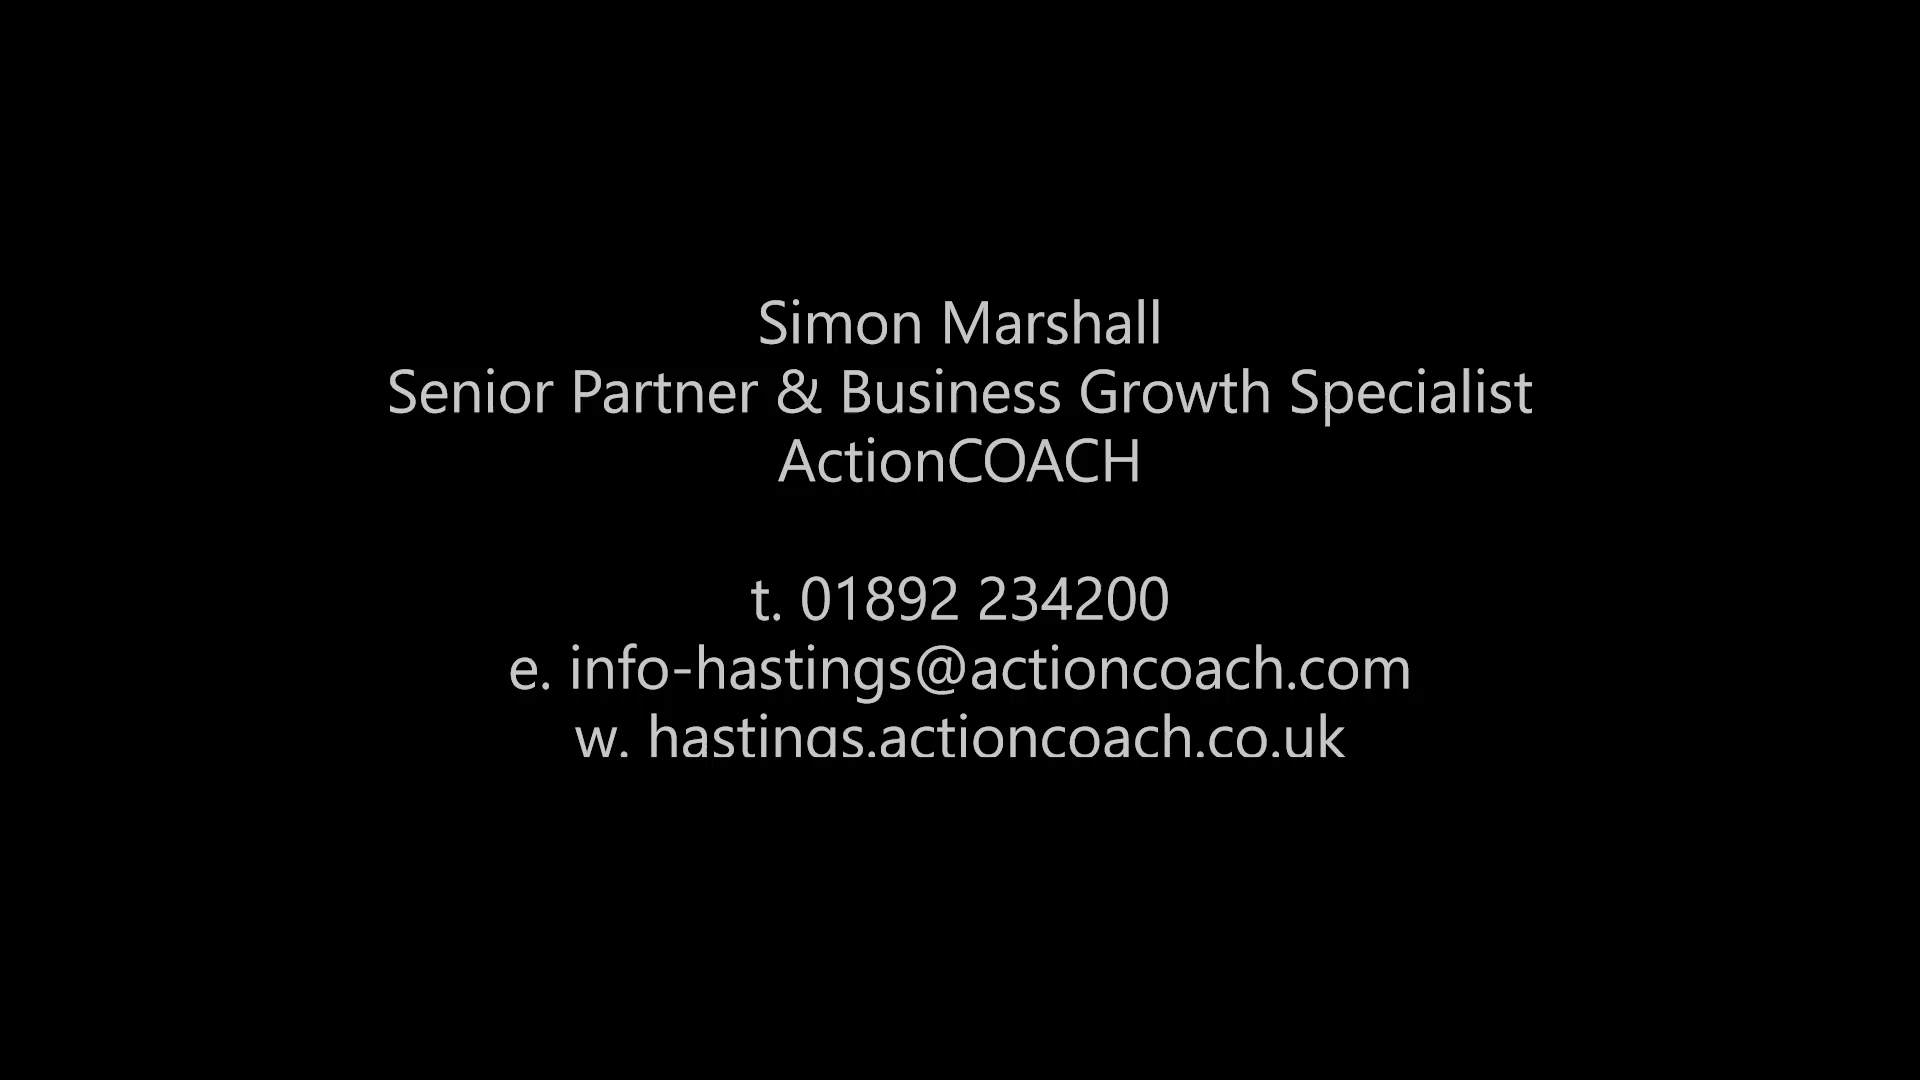 Simon Marshall
Senior Partner & Business Growth Specialist
ActionCOACH
t. 01892 234200
e. info-hastings@actioncoach.com
w. hastings.actioncoach.co.uk